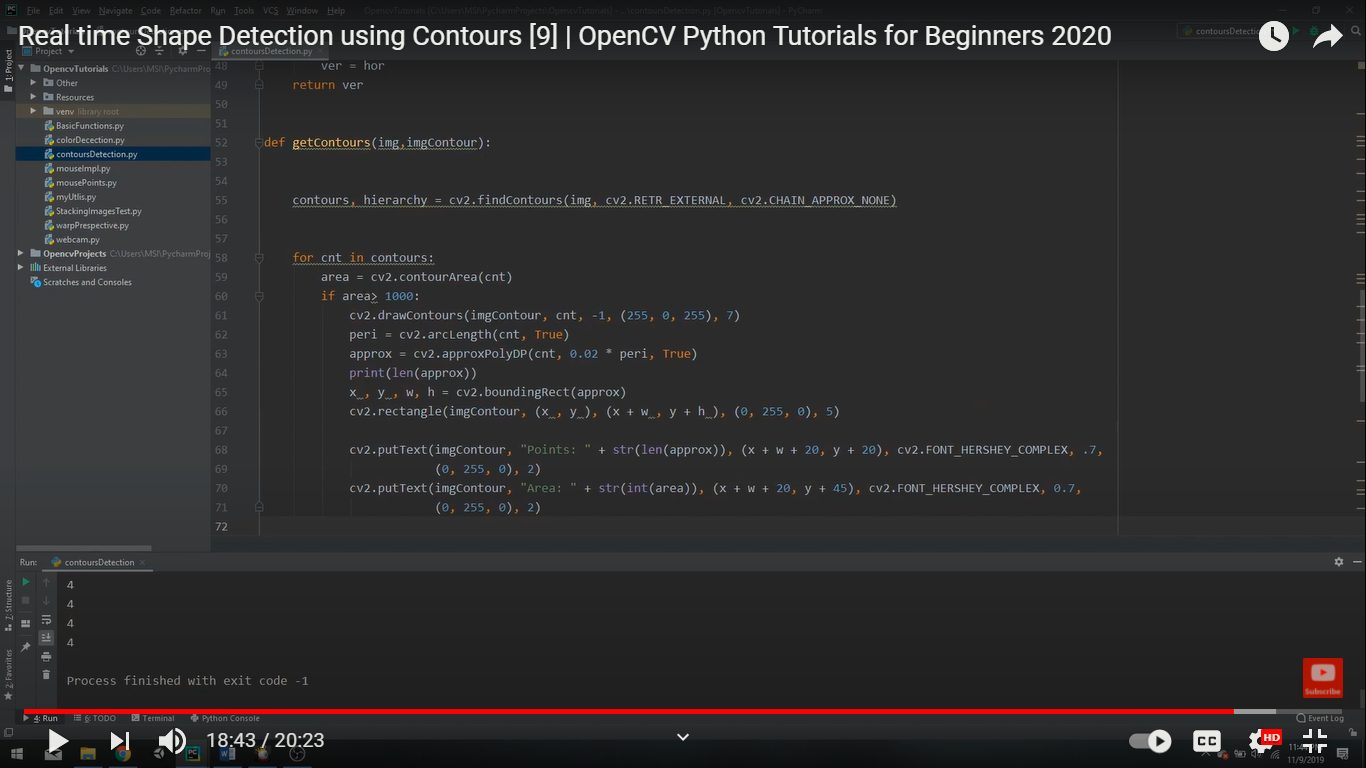 File Edit View Navigate Code Refactor Run Tools VCS Window Help
Real time Shape Detection using Contours [9] | OpenCV Python Tutorials for Beginners 2020
Project
contoursDetection.py
1: Project
OpencvTutorials C:\Users\MSI\PycharmPro
Other
Resources
venv library root
BasicFunctions.py
colorDecection.py
contoursDetection.py
mouseImpl.py
mousePoints.py
myUtlis.py
StackingImagesTest.py
warpPrespective.py
webcam.py
OpencvProjects C:\Users\MSI\PycharmProj
External Libraries
Scratches and Consoles
48 ver = hor
49 return ver
50
51
52 def getContours(img,imgContour):
53
54
55 contours, hierarchy = cv2.findContours(img, cv2.RETR_EXTERNAL, cv2.CHAIN_APPROX_NONE)
56
57
58 for cnt in contours:
59 area = cv2.contourArea(cnt)
60 if area> 1000:
61 cv2.drawContours(imgContour, cnt, -1, (255, 0, 255), 7)
62 peri = cv2.arcLength(cnt, True)
63 approx = cv2.approxPolyDP(cnt, 0.02 * peri, True)
64 print(len(approx))
65 x , y , w, h = cv2.boundingRect(approx)
66 cv2.rectangle(imgContour, (x , y ), (x + w , y + h ), (0, 255, 0), 5)
67
68 cv2.putText(imgContour, "Points: " + str(len(approx)), (x + w + 20, y + 20), cv2.FONT_HERSHEY_COMPLEX, .7,
69 (0, 255, 0), 2)
70 cv2.putText(imgContour, "Area: " + str(int(area)), (x + w + 20, y + 45), cv2.FONT_HERSHEY_COMPLEX, 0.7,
71 (0, 255, 0), 2)
72
Run: contoursDetection
4
4
4
4
Process finished with exit code -1
7: Structure
2: Favorites
Subscribe
4: Run 6: TODO Terminal Python Console
Event Log
18:43 / 20:23
CC
HD
11/9/2019